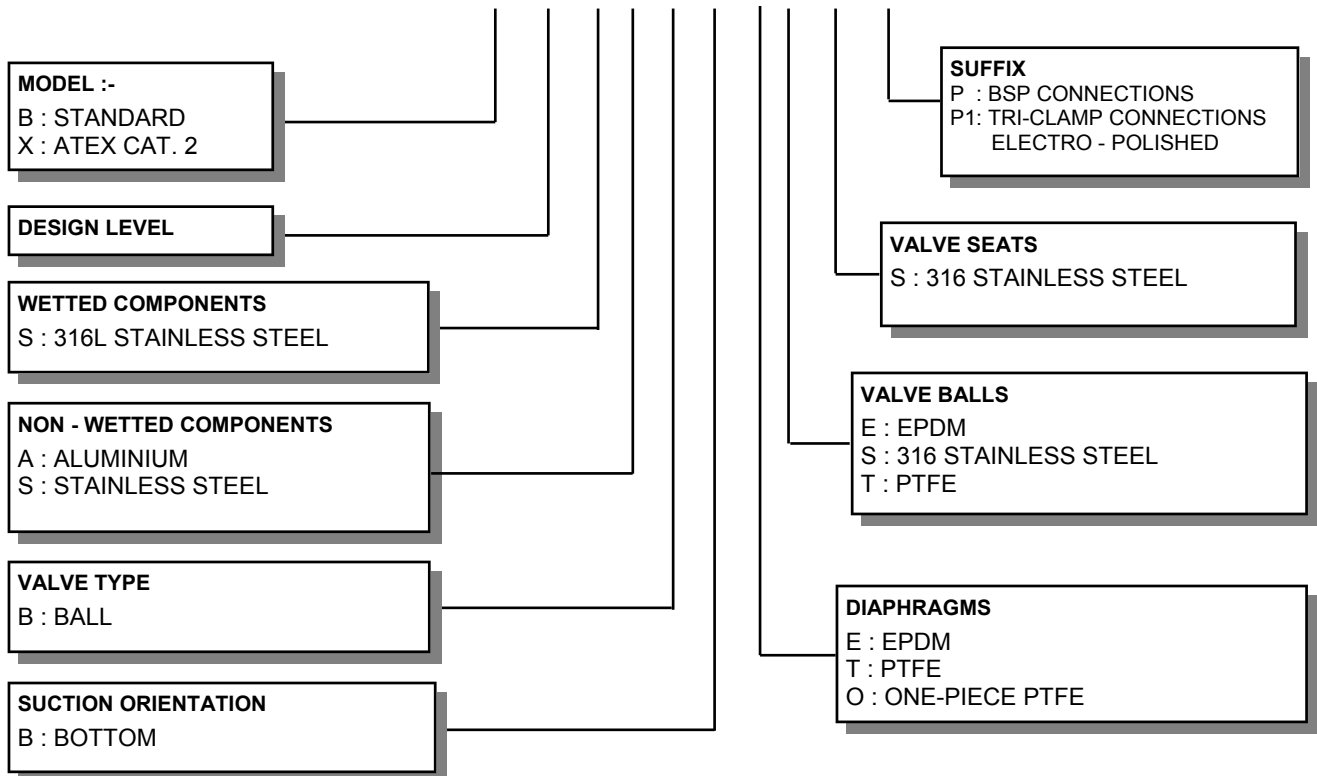 MODEL :-
B : STANDARD
X : ATEX CAT. 2
DESIGN LEVEL
WETTED COMPONENTS
S : 316L STAINLESS STEEL
NON - WETTED COMPONENTS
A : ALUMINIUM
S : STAINLESS STEEL
VALVE TYPE
B : BALL
SUCTION ORIENTATION
B : BOTTOM
SUFFIX
P : BSP CONNECTIONS
P1: TRI-CLAMP CONNECTIONS
ELECTRO - POLISHED
VALVE SEATS
S : 316 STAINLESS STEEL
VALVE BALLS
E : EPDM
S : 316 STAINLESS STEEL
T : PTFE
DIAPHRAGMS
E : EPDM
T : PTFE
O : ONE-PIECE PTFE